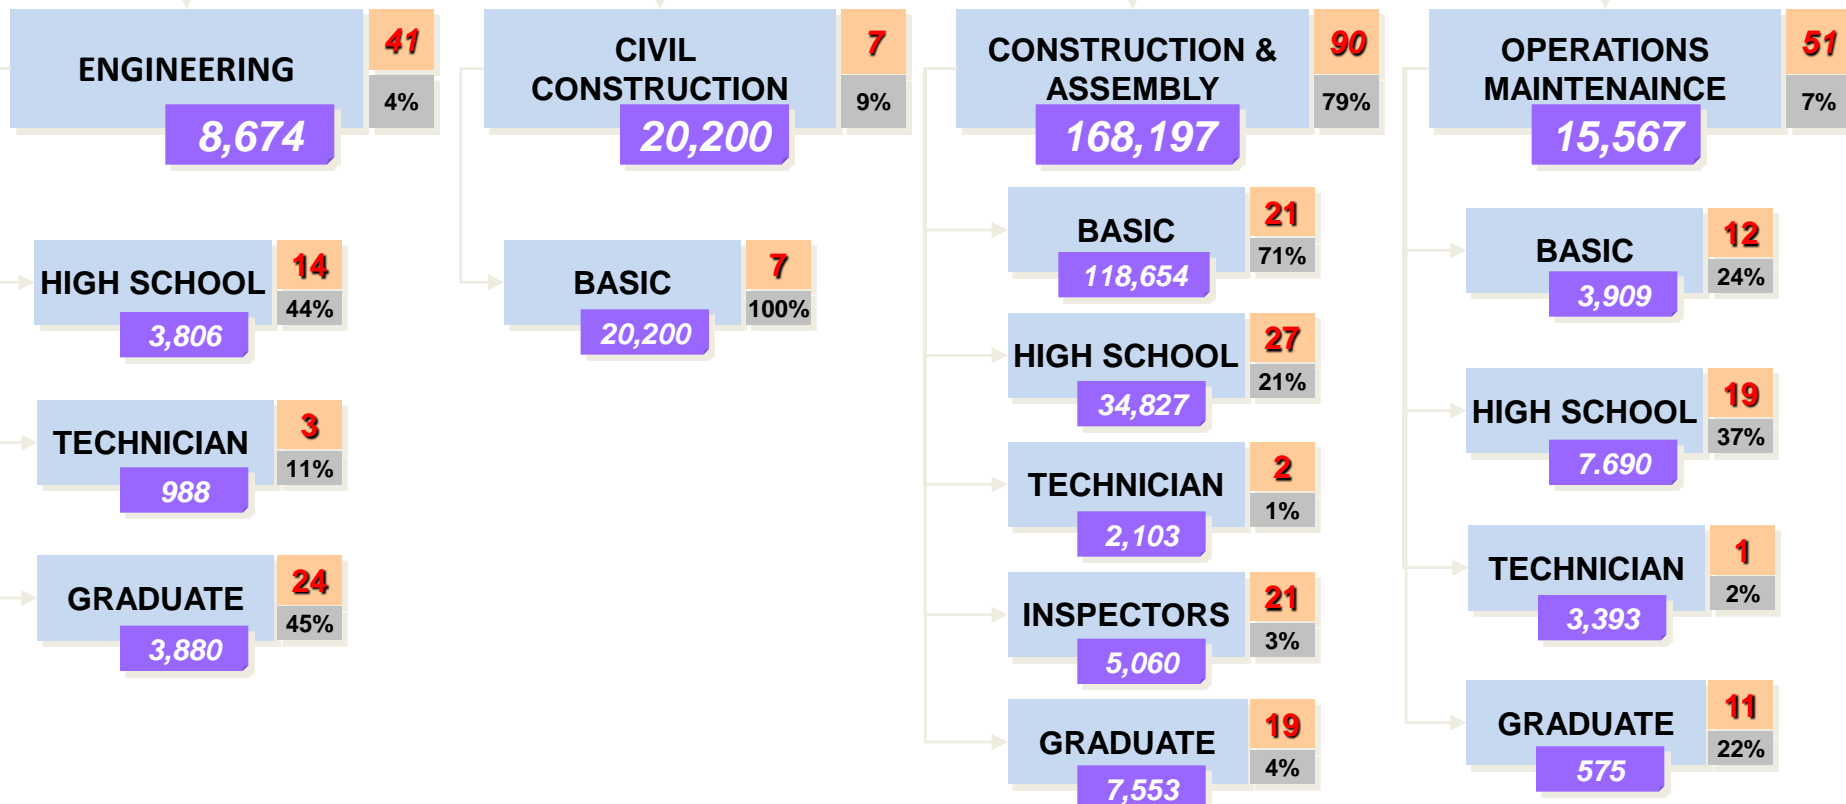 ENGINEERING
41
4%
8,674
HIGH SCHOOL
14
44%
3,806
TECHNICIAN
3
11%
988
GRADUATE
24
45%
3,880
CIVIL
CONSTRUCTION
7
9%
20,200
BASIC
7
100%
20,200
CONSTRUCTION &
ASSEMBLY
90
79%
168,197
BASIC
21
71%
118,654
HIGH SCHOOL
27
21%
34,827
TECHNICIAN
2
1%
2,103
INSPECTORS
21
3%
5,060
GRADUATE
19
4%
7,553
OPERATIONS
MAINTENAINCE
51
7%
15,567
BASIC
12
24%
3,909
HIGH SCHOOL
19
37%
7.690
TECHNICIAN
1
2%
3,393
GRADUATE
11
22%
575